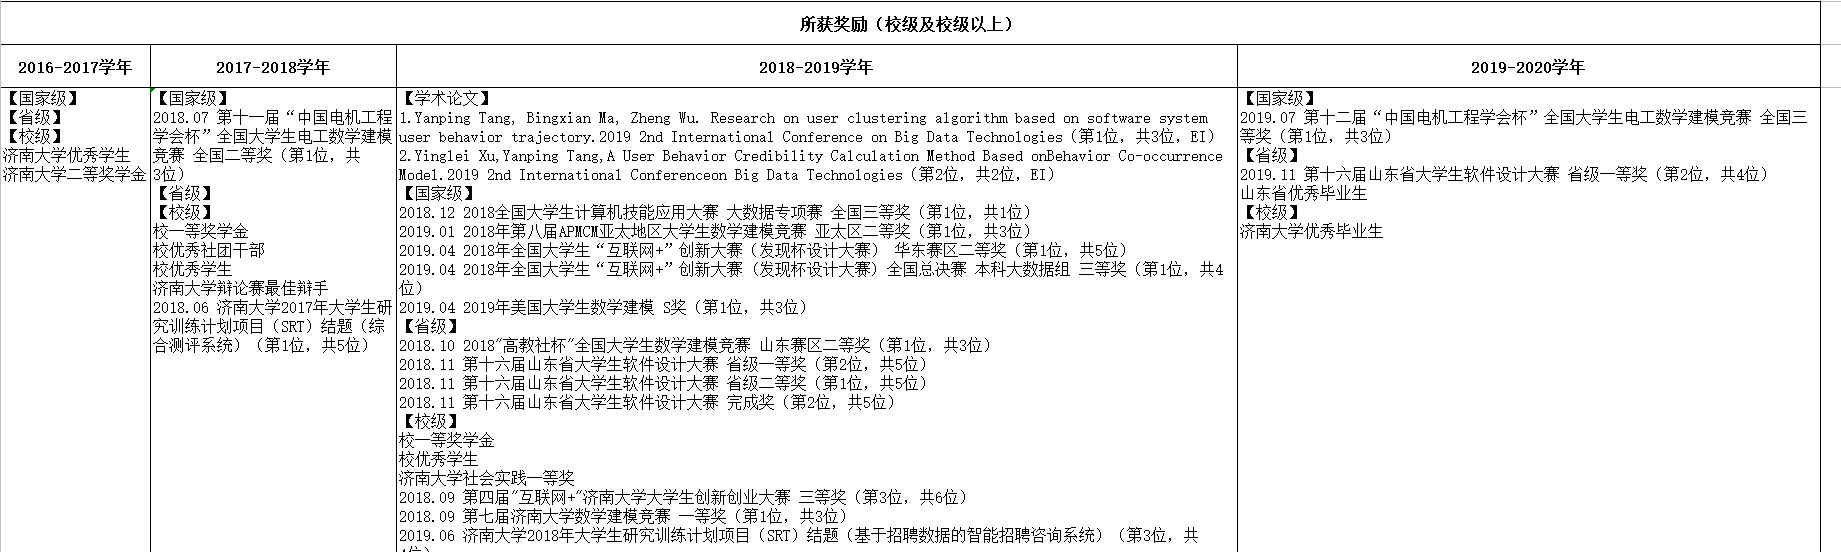 所获奖励（校级及校级以上）
2016-2017学年
2017-2018学年
2018-2019学年
2019-2020学年
【国家级】
【省级】
【校级】
济南大学优秀学生
济南大学二等奖学金
【国家级】
2018.07 第十一届“中国电机工程
学会杯”全国大学生电工数学建模
竞赛 全国二等奖（第1位，共
3位）
【省级】
【校级】
校一等奖学金
校优秀社团干部
校优秀学生
济南大学辩论赛最佳辩手
2018.06 济南大学2017年大学生研
究训练计划项目（SRT）结题（综
合测评系统）（第1位，共5位）
【学术论文】
1.Yanping Tang, Bingxian Ma, Zheng Wu. Research on user clustering algorithm based on software system
user behavior trajectory.2019 2nd International Conference on Big Data Technologies（第1位，共3位，EI）
2.Yinglei Xu,Yanping Tang,A User Behavior Credibility Calculation Method Based onBehavior Co-occurrence
Model.2019 2nd International Conferenceon Big Data Technologies（第2位，共2位，EI）
【国家级】
2018.12 2018全国大学生计算机技能应用大赛 大数据专项赛 全国三等奖（第1位，共1位）
2019.01 2018年第八届APMCM亚太地区大学生数学建模竞赛 亚太区二等奖（第1位，共3位）
2019.04 2018年全国大学生“互联网+”创新大赛（发现杯设计大赛） 华东赛区二等奖（第1位，共5位）
2019.04 2018年全国大学生“互联网+”创新大赛（发现杯设计大赛）全国总决赛 本科大数据组 三等奖（第1位，共4
位）
2019.04 2019年美国大学生数学建模 S奖（第1位，共3位）
【省级】
2018.10 2018"高教社杯"全国大学生数学建模竞赛 山东赛区二等奖（第1位，共3位）
2018.11 第十六届山东省大学生软件设计大赛 省级一等奖（第2位，共5位）
2018.11 第十六届山东省大学生软件设计大赛 省级二等奖（第1位，共5位）
2018.11 第十六届山东省大学生软件设计大赛 完成奖（第2位，共5位）
【校级】
校一等奖学金
校优秀学生
济南大学社会实践一等奖
2018.09 第四届"互联网+"济南大学大学生创新创业大赛 三等奖（第3位，共6位）
2018.09 第七届济南大学数学建模竞赛 一等奖（第1位，共3位）
2019.06 济南大学2018年大学生研究训练计划项目（SRT）结题（基于招聘数据的智能招聘咨询系统）（第3位，共
【国家级】
2019.07 第十二届“中国电机工程学会杯”全国大学生电工数学建模竞赛 全国三
等奖（第1位，共3位）
【省级】
2019.11 第十六届山东省大学生软件设计大赛 省级一等奖（第2位，共4位）
山东省优秀毕业生
【校级】
济南大学优秀毕业生